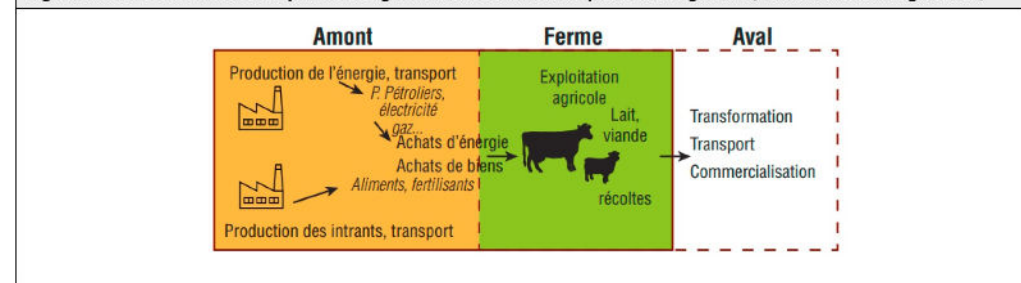 Amont
Ferme
Aval
Production de l'énergie, transport
P. Pétroliers,
électricité
gaz...
Achats d'énergie
Achats de biens
Aliments, fertilisants
Production des intrants, transport
Exploitation
agricole
Lait,
viande
récoltes
Transformation
Transport
Commercialisation